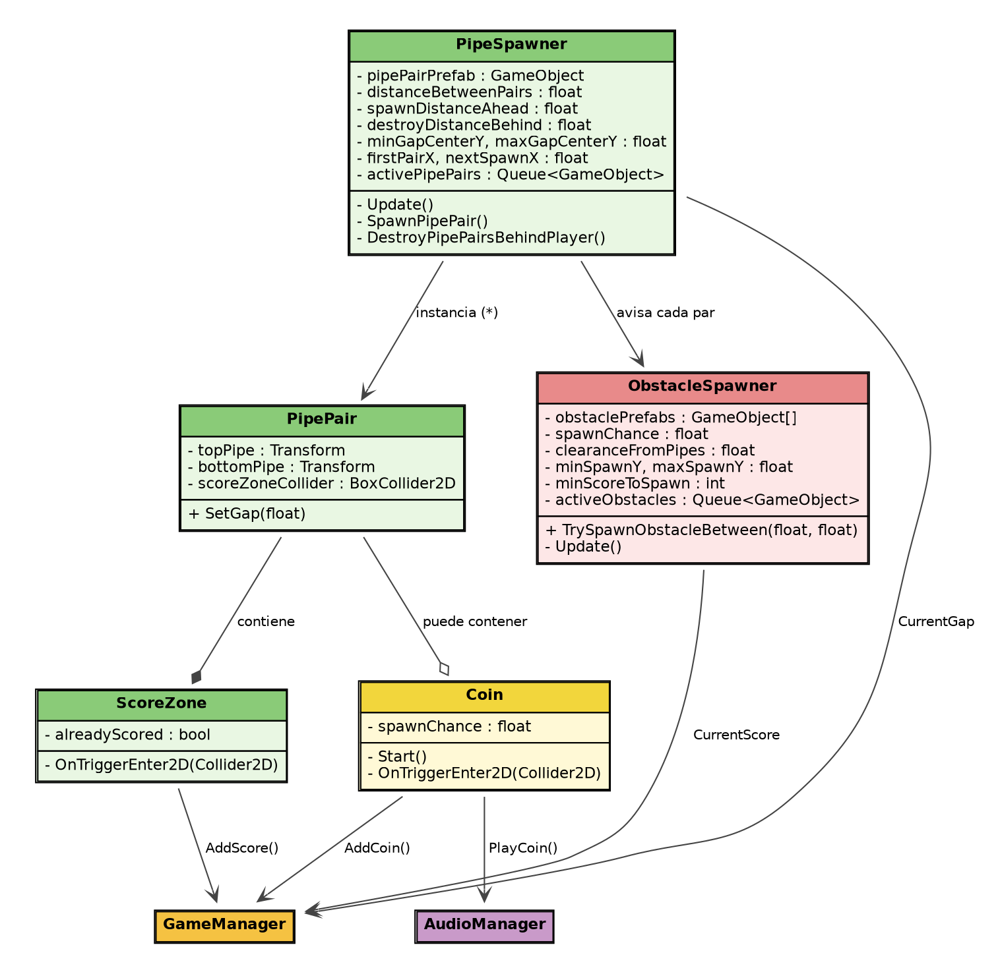 PipeSpawner
- pipePairPrefab : GameObject
- distanceBetweenPairs : float
- spawnDistanceAhead : float
- destroyDistanceBehind : float
- minGapCenterY, maxGapCenterY : float
- firstPairX, nextSpawnX : float
- activePipePairs : Queue<GameObject>
- Update()
- SpawnPipePair()
- DestroyPipePairsBehindPlayer()
instancia (*)
avisa cada par
PipePair
- topPipe : Transform
- bottomPipe : Transform
- scoreZoneCollider : BoxCollider2D
+ SetGap(float)
ObstacleSpawner
- obstaclePrefabs : GameObject[]
- spawnChance : float
- clearanceFromPipes : float
- minSpawnY, maxSpawnY : float
- minScoreToSpawn : int
- activeObstacles : Queue<GameObject>
+ TrySpawnObstacleBetween(float, float)
- Update()
contiene
puede contener
CurrentGap
ScoreZone
- alreadyScored : bool
- OnTriggerEnter2D(Collider2D)
Coin
- spawnChance : float
- Start()
- OnTriggerEnter2D(Collider2D)
CurrentScore
AddScore()
AddCoin()
PlayCoin()
GameManager
AudioManager